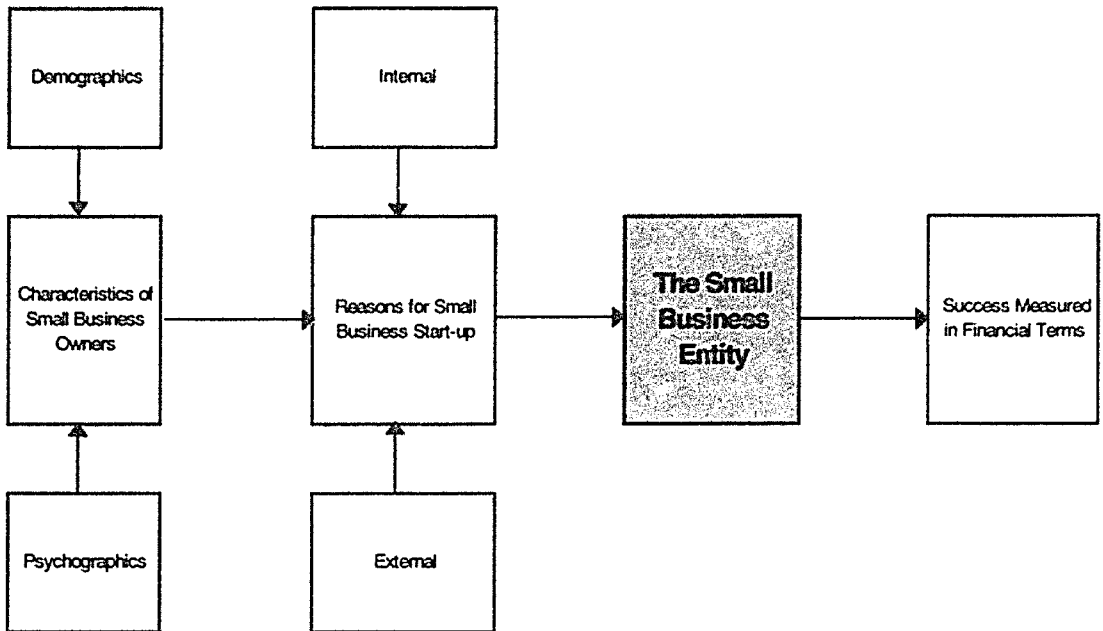 Demographics
Internal
Characteristics of
Small Business
Owners
Reasons for Small
Business Start-up
The Small
Business
Entity
Success Measured
in Financial Terms
Psychographics
External